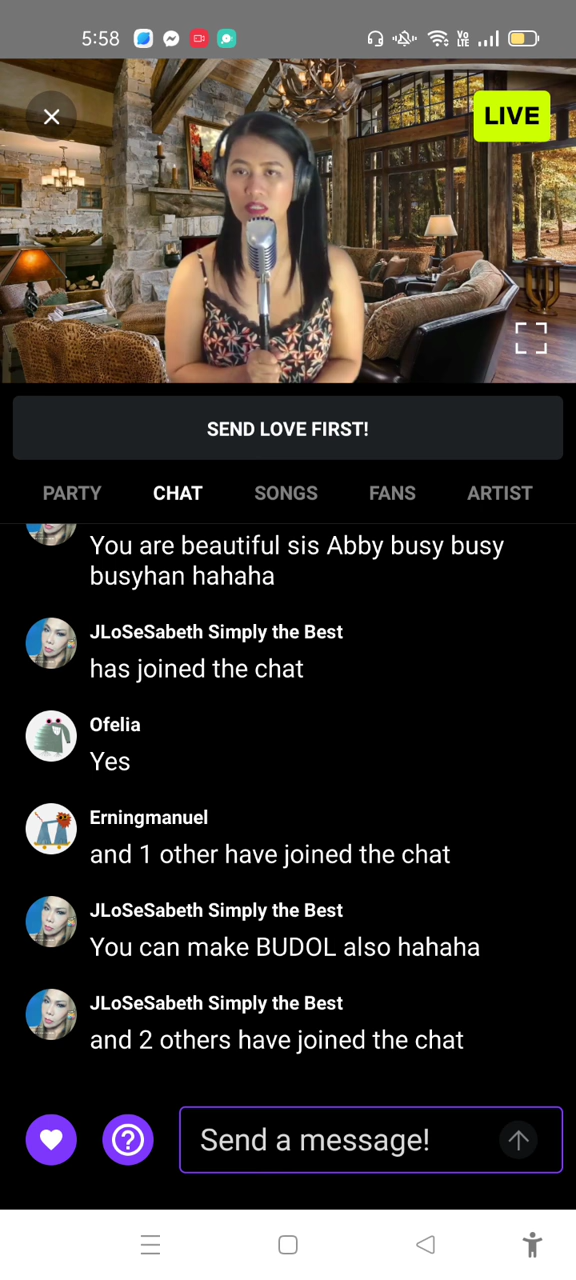 5:58
VO
LTE
LIVE
SEND LOVE FIRST!
PARTY CHAT SONGS FANS ARTIST
You are beautiful sis Abby busy busy
busyhan hahaha
JLoSeSabeth Simply the Best
has joined the chat
Ofelia
Yes
Erningmanuel
and 1 other have joined the chat
JLoSeSabeth Simply the Best
You can make BUDOL also hahaha
JLoSeSabeth Simply the Best
and 2 others have joined the chat
Send a message!